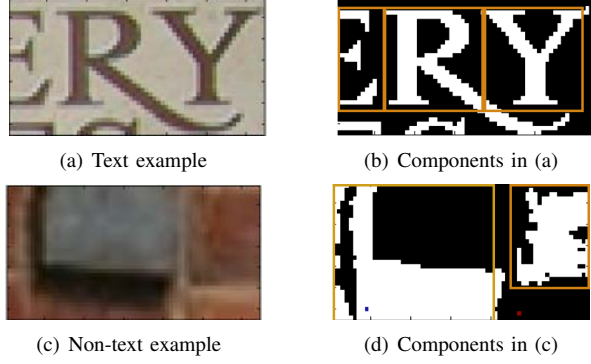 ERY
ERY
(a) Text example
(b) Components in (a)
(c) Non-text example
(d) Components in (c)